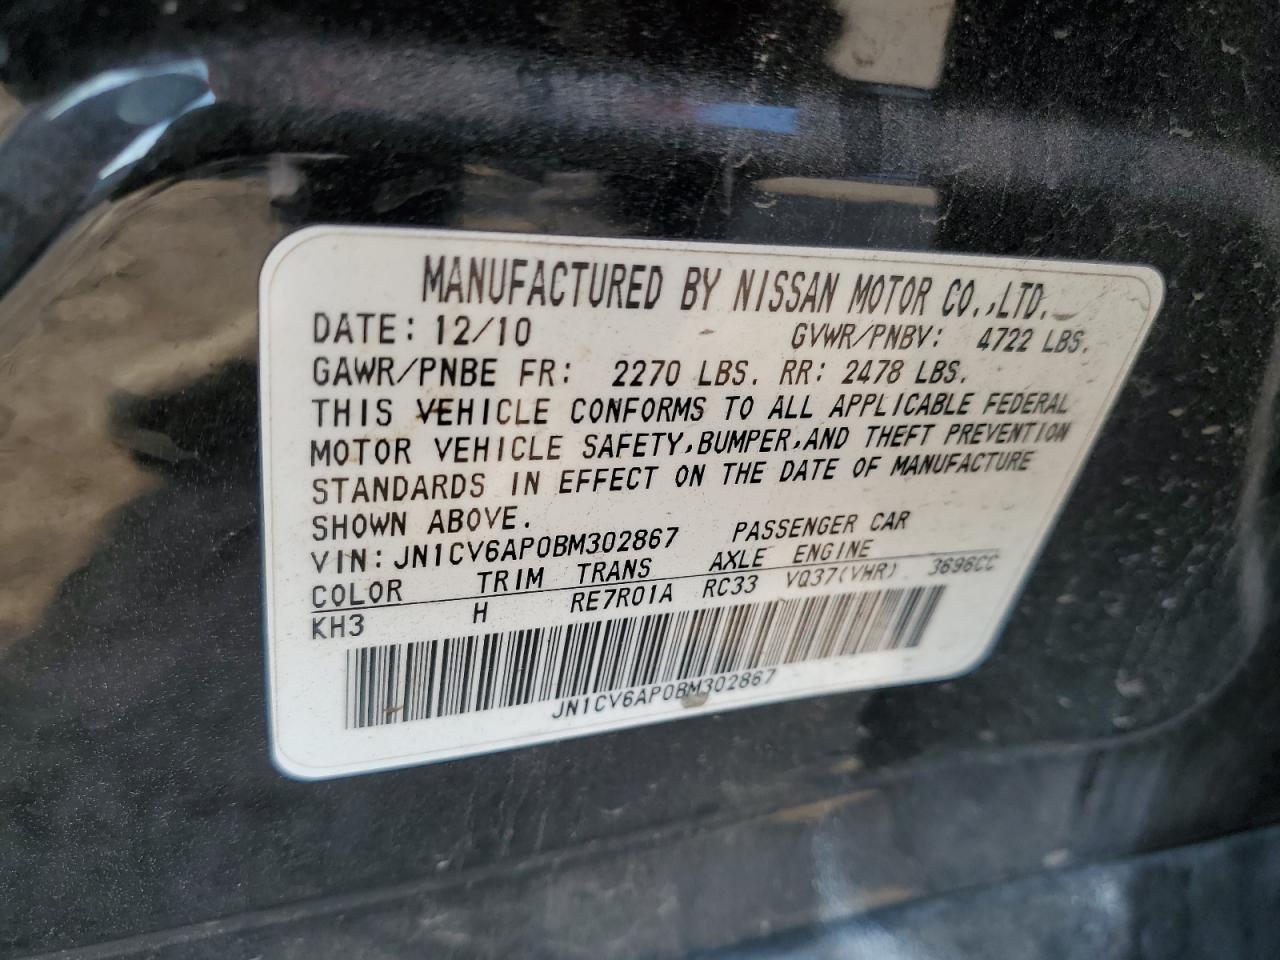 MANUFACTURED BY NISSAN MOTOR CO.,LTD.
DATE: 12/10 GVWR/PNBV: 4722 LBS.
GAWR/PNBE FR: 2270 LBS. RR: 2478 LBS.
THIS VEHICLE CONFORMS TO ALL APPLICABLE FEDERAL
MOTOR VEHICLE SAFETY,BUMPER,AND THEFT PREVENTION
STANDARDS IN EFFECT ON THE DATE OF MANUFACTURE
SHOWN ABOVE.
VIN: JN1CV6AP0BM302867 PASSENGER CAR
COLOR TRIM TRANS AXLE ENGINE
KH3 H RE7R01A RC33 VQ37(VHR) 3696CC
JN1CV6AP0BM302867